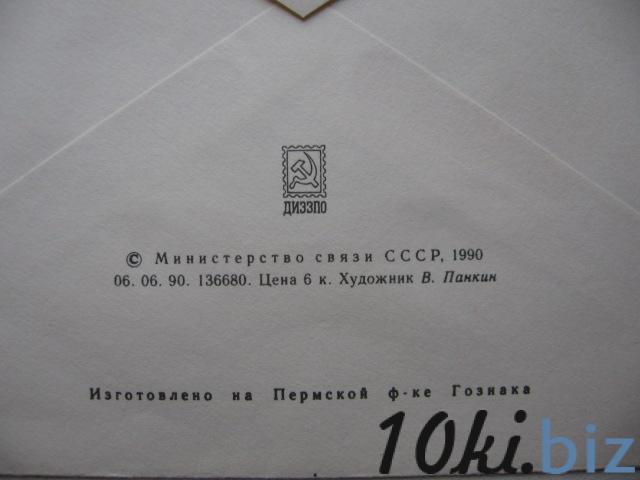 ДИЭЗПО
© Министерство связи СССР, 1990
06. 06. 90. 136680. Цена 6 к. Художник В. Панкин
Изготовлено на Пермской ф-ке Гознака
10ki.biz